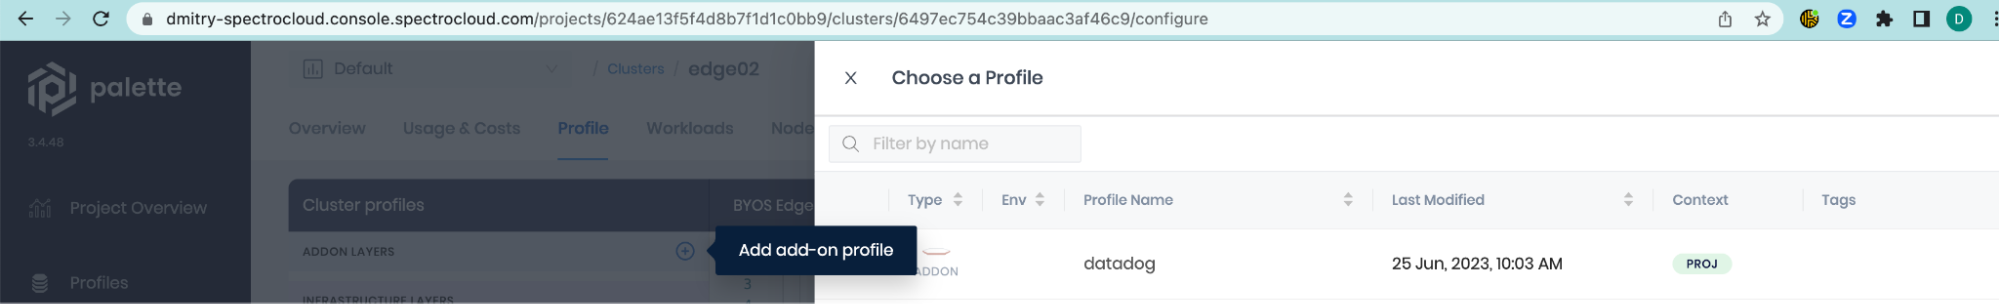 dmitry-spectrocloud.console.spectrocloud.com/projects/624ae13f5f4d8b7f1d1c0bb9/clusters/6497ec754c39bbaac3af46c9/configure
D
palette
3.4.48
Project Overview
Profiles
Default
/ Clusters / edge02
Overview Usage & Costs Profile Workloads Node
Cluster profiles
BYOS Edge
ADDON LAYERS
Add add-on profile
3
INFRASTRUCTURE LAYERS
Choose a Profile
Filter by name
Type Env Profile Name Last Modified Context Tags
ADDON datadog 25 Jun, 2023, 10:03 AM PROJ